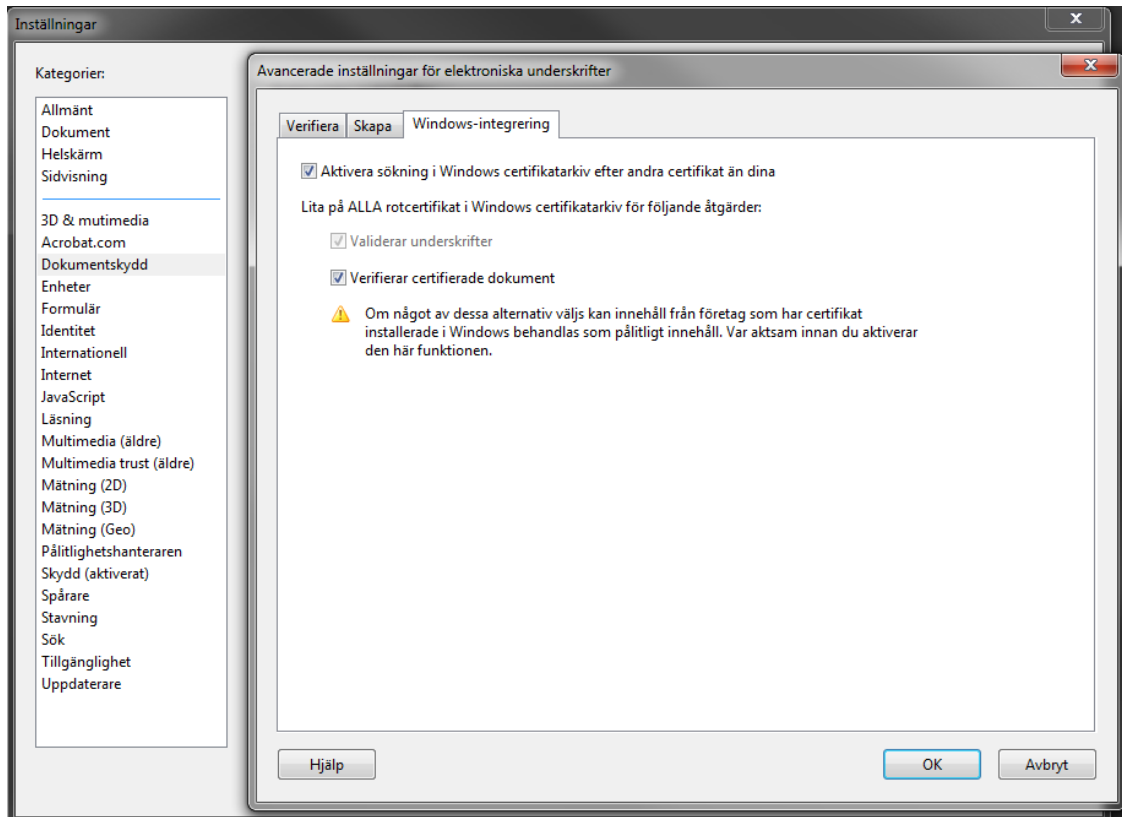 Inställningar
Kategorier:
Allmänt
Dokument
Helskärm
Sidvisning
3D & mutimedia
Acrobat.com
Dokumentskydd
Enheter
Formulär
Identitet
Internationell
Internet
JavaScript
Läsning
Multimedia (äldre)
Multimedia trust (äldre)
Mätning (2D)
Mätning (3D)
Mätning (Geo)
Pålitlighetshanteraren
Skydd (aktiverat)
Spårare
Stavning
Sök
Tillgänglighet
Uppdaterare
Avancerade inställningar för elektroniska underskrifter
Verifiera Skapa Windows-integrering
Aktivera sökning i Windows certifikatarkiv efter andra certifikat än dina
Lita på ALLA rotcertifikat i Windows certifikatarkiv för följande åtgärder:
Validerar underskrifter
Verifierar certifierade dokument
Om något av dessa alternativ väljs kan innehåll från företag som har certifikat
installerade i Windows behandlas som pålitligt innehåll. Var aktsam innan du aktiverar
den här funktionen.
Hjälp OK Avbryt